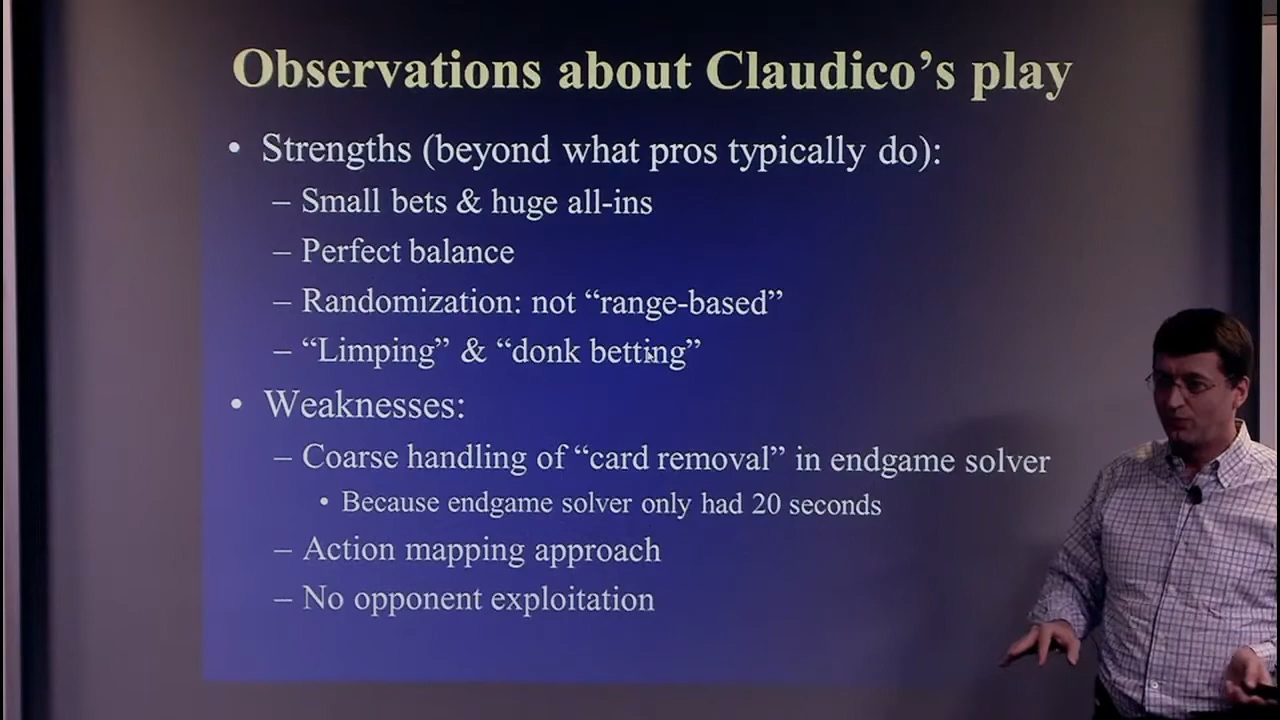 Observations about Claudico’s play
• Strengths (beyond what pros typically do):
– Small bets & huge all-ins
– Perfect balance
– Randomization: not “range-based”
– “Limping” & “donk betting”
• Weaknesses:
– Coarse handling of “card removal” in endgame solver
• Because endgame solver only had 20 seconds
– Action mapping approach
– No opponent exploitation